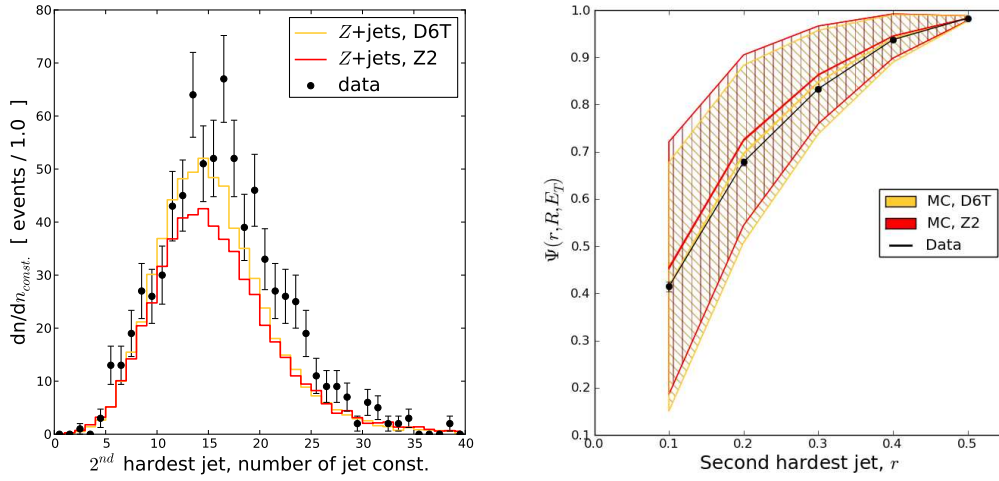 Z+jets, D6T
Z+jets, Z2
data
dn/dn_const. [ events / 1.0 ]
80
70
60
50
40
30
20
10
0
0 10 15 20 25 30 35 40
5
2^nd hardest jet, number of jet const.
Ψ(r,R,E_T)
1.0
0.9
0.8
0.7
0.6
0.5
0.4
0.3
0.2
0.1
MC, D6T
MC, Z2
Data
0.0 0.1 0.2 0.3 0.4 0.5
Second hardest jet, r